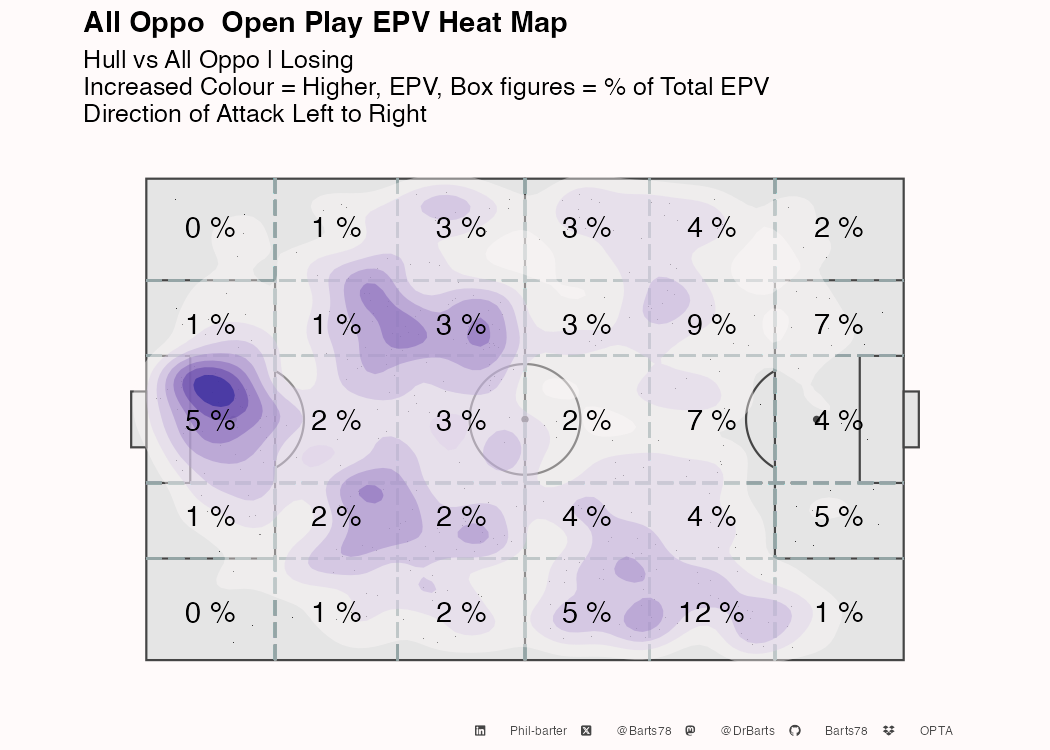 All Oppo  Open Play EPV Heat Map
Hull vs All Oppo | Losing
Increased Colour = Higher, EPV, Box figures = % of Total EPV
Direction of Attack Left to Right
0 % 1 % 3 % 3 % 4 % 2 %
1 % 1 % 3 % 3 % 9 % 7 %
5 % 2 % 3 % 2 % 7 % 4 %
1 % 2 % 2 % 4 % 4 % 5 %
0 % 1 % 2 % 5 % 12 % 1 %
Phil-barter @Barts78 @DrBarts Barts78 OPTA